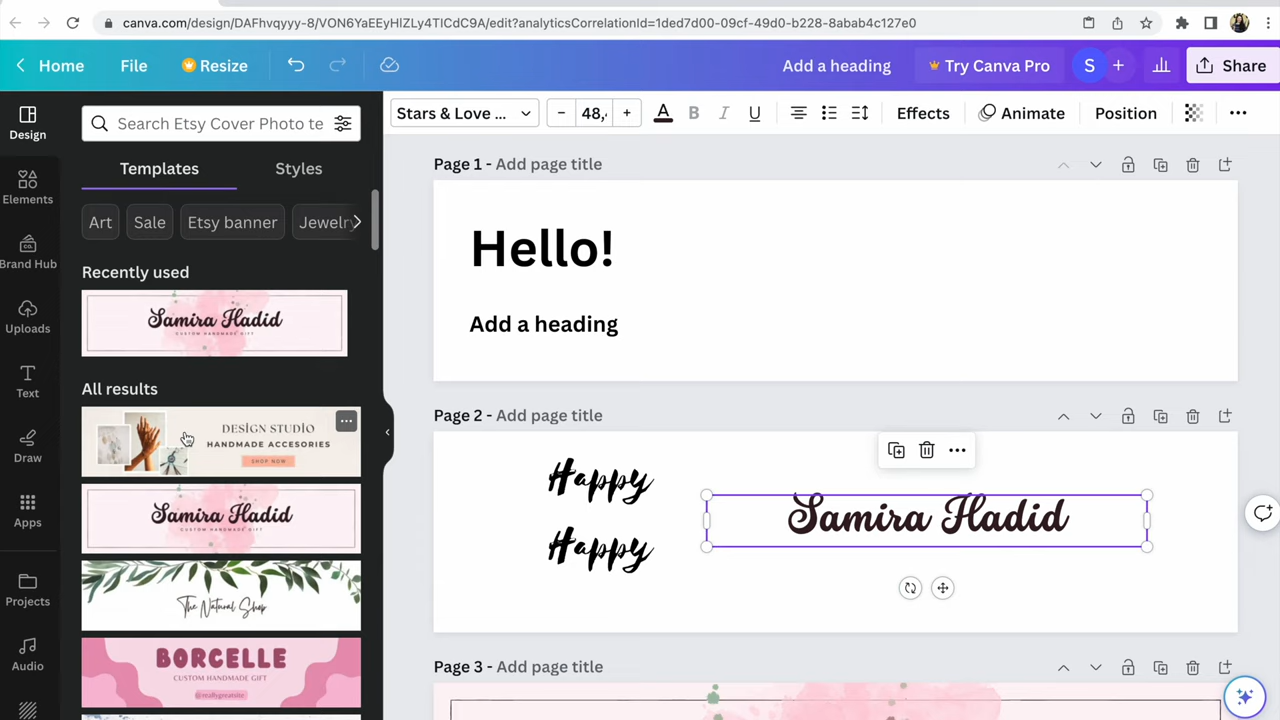 canva.com/design/DAFhvqyyy-8/VON6YaEEyHIZLy4TICdC9A/edit?analyticsCorrelationId=1ded7d00-09cf-49d0-b228-8abab4c127e0
Home File Resize Add a heading Try Canva Pro S + Share
Design
Elements
Brand Hub
Uploads
Text
Draw
Apps
Projects
Audio
Search Etsy Cover Photo te
Templates Styles
Art Sale Etsy banner Jewelry
Recently used
Samira Hadid
CUSTOM HANDMADE GIFT
All results
DESIGN STUDIO
HANDMADE ACCESORIES
SHOP NOW
Samira Hadid
CUSTOM HANDMADE GIFT
The Natural Shop
BORCELLE
CUSTOM HANDMADE GIFT
@reallygreatsite
Stars & Love ... − 48,- + A B I U Effects Animate Position
Page 1 - Add page title
Hello!
Add a heading
Page 2 - Add page title
Happy
Samira Hadid
Happy
Page 3 - Add page title